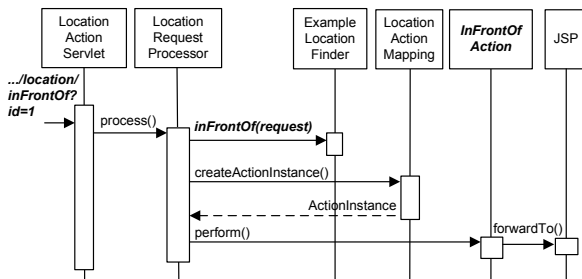 Location
Action
Servlet
Location
Request
Processor
Example
Location
Finder
Location
Action
Mapping
InFrontOf
Action
JSP
.../location/
inFrontOf?
id=1
process()
inFrontOf(request)
createActionInstance()
ActionInstance
perform()
forwardTo()